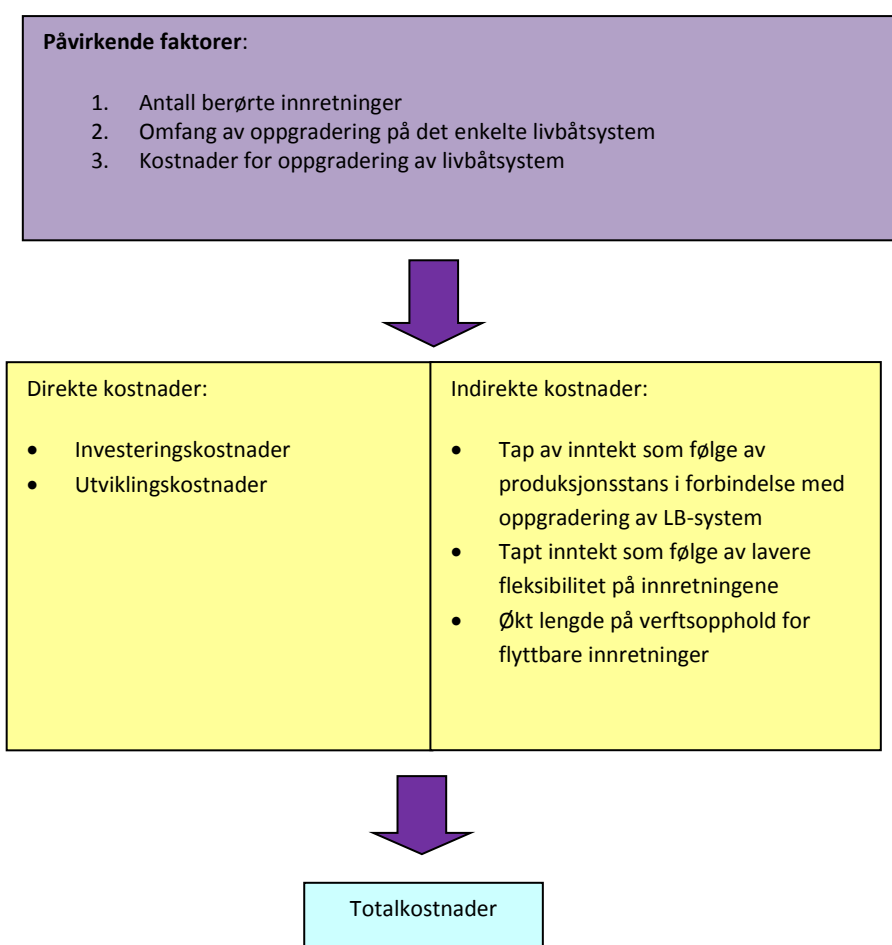 Påvirkende faktorer:
1. Antall berørte innretninger
2. Omfang av oppgradering på det enkelte livbåtsystem
3. Kostnader for oppgradering av livbåtsystem
Direkte kostnader:
• Investeringskostnader
• Utviklingskostnader
Indirekte kostnader:
• Tap av inntekt som følge av
produksjonsstans i forbindelse med
oppgradering av LB-system
• Tapt inntekt som følge av lavere
fleksibilitet på innretningene
• Økt lengde på verftsopphold for
flyttbare innretninger
Totalkostnader